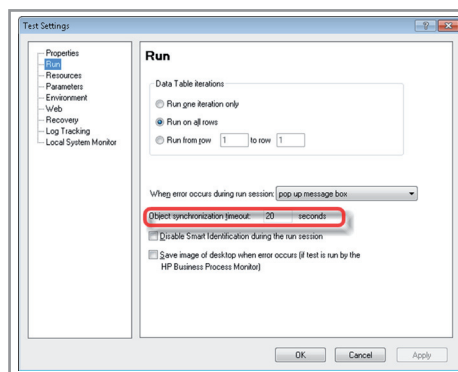 Test Settings
Properties
Run
Resources
Parameters
Environment
Web
Recovery
Log Tracking
Local System Monitor
Run
Data Table iterations
Run one iteration only
Run on all rows
Run from row 1 to row 1
When error occurs during run session: pop up message box
Object synchronization timeout: 20 seconds
Disable Smart Identification during the run session
Save image of desktop when error occurs (if test is run by the
HP Business Process Monitor)
OK Cancel Apply